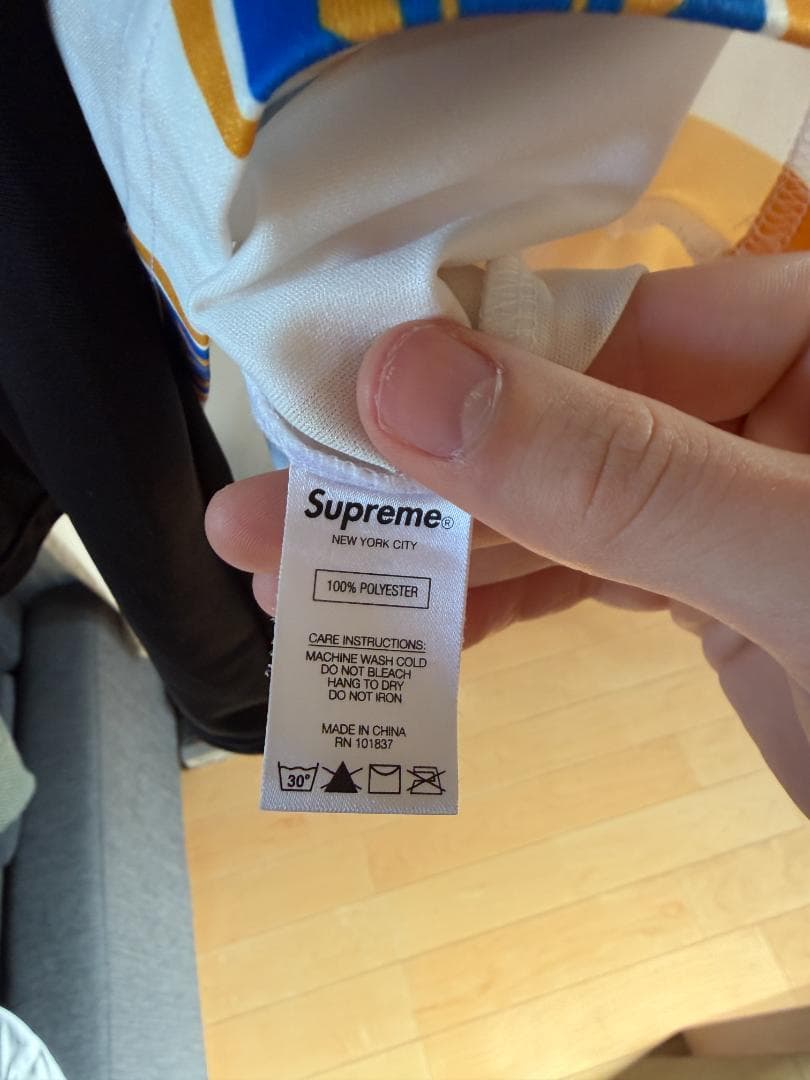 Supreme®
NEW YORK CITY
100% POLYESTER
CARE INSTRUCTIONS:
MACHINE WASH COLD
DO NOT BLEACH
HANG TO DRY
DO NOT IRON
MADE IN CHINA
RN 101837
30°